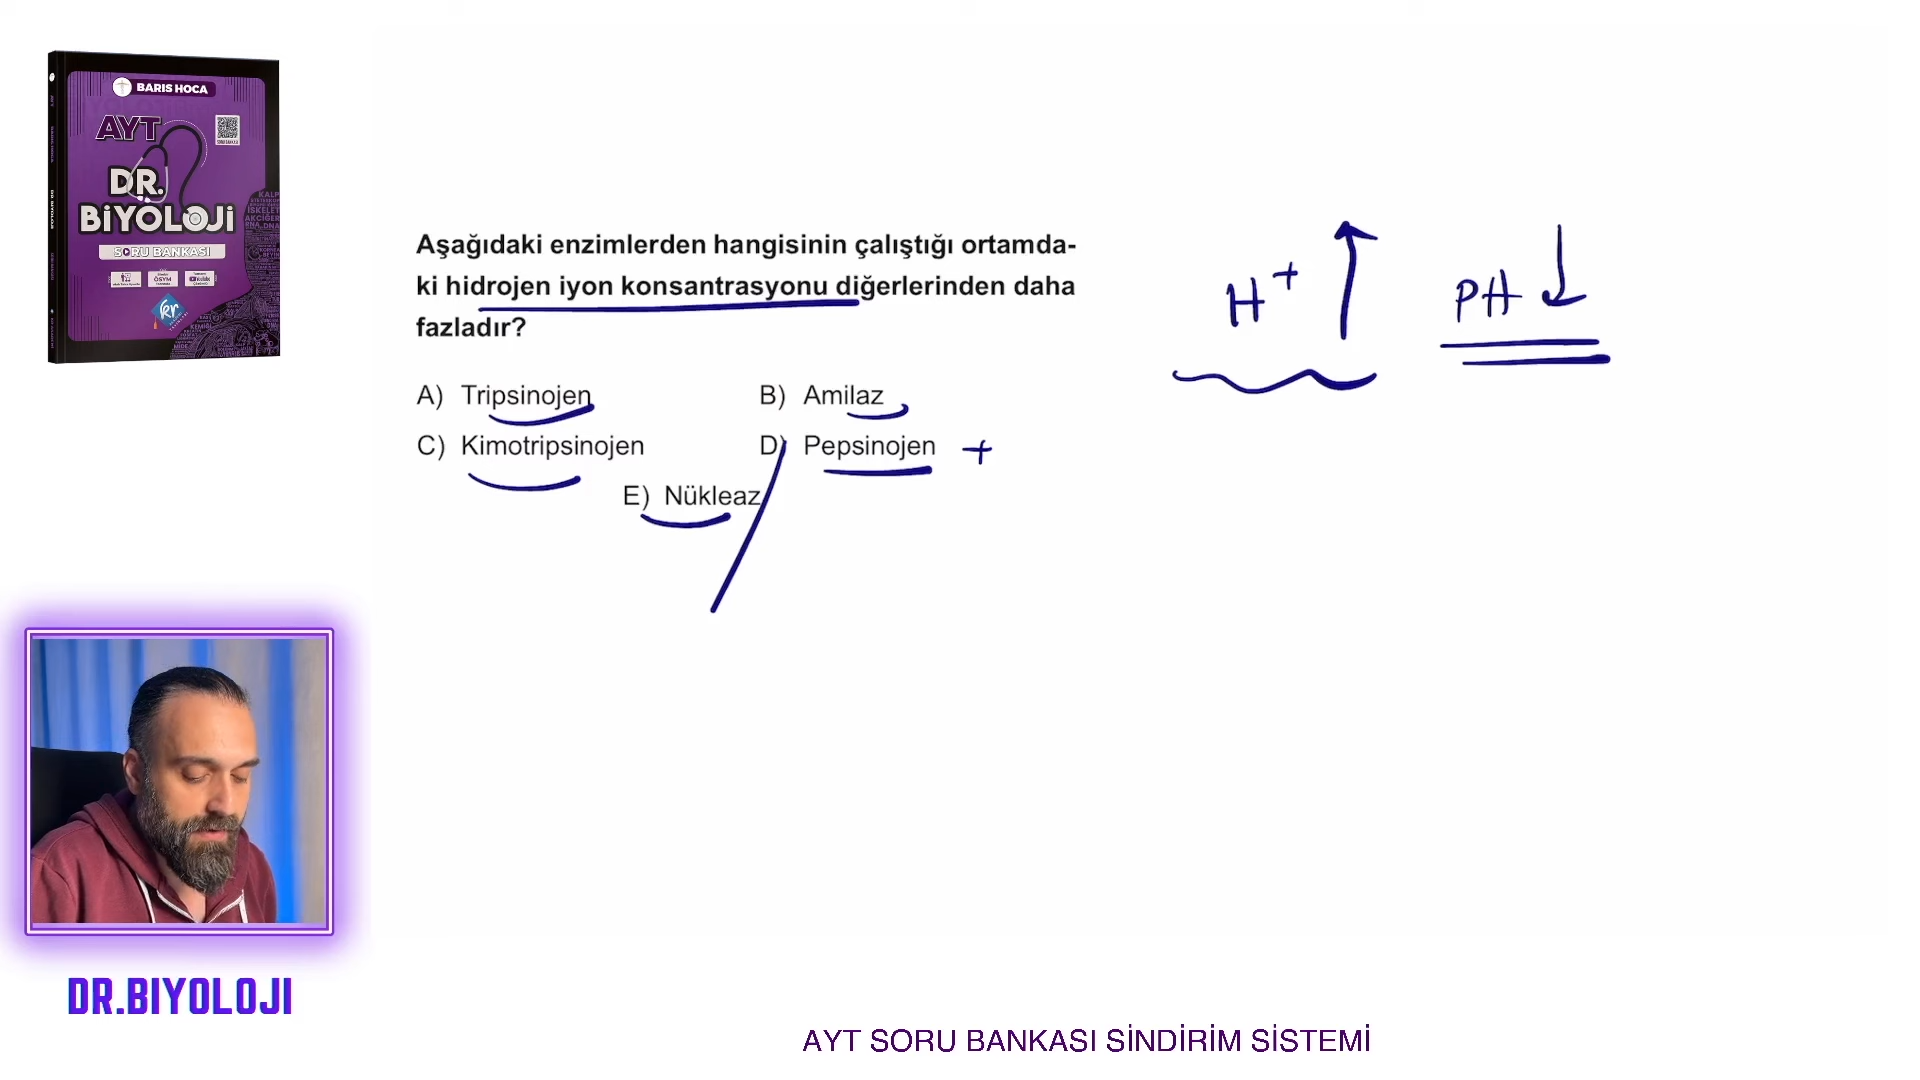 BARIS HOCA
AYT
DR.
BİYOLOJİ
SORU BANKASI
Aşağıdaki enzimlerden hangisinin çalıştığı ortamda-
ki hidrojen iyon konsantrasyonu diğerlerinden daha
fazladır?
A) Tripsinojen
B) Amilaz
C) Kimotripsinojen
D) Pepsinojen +
E) Nükleaz
H+ ↑
PH ↓
DR.BIYOLOJI
AYT SORU BANKASI SİNDİRİM SİSTEMİ